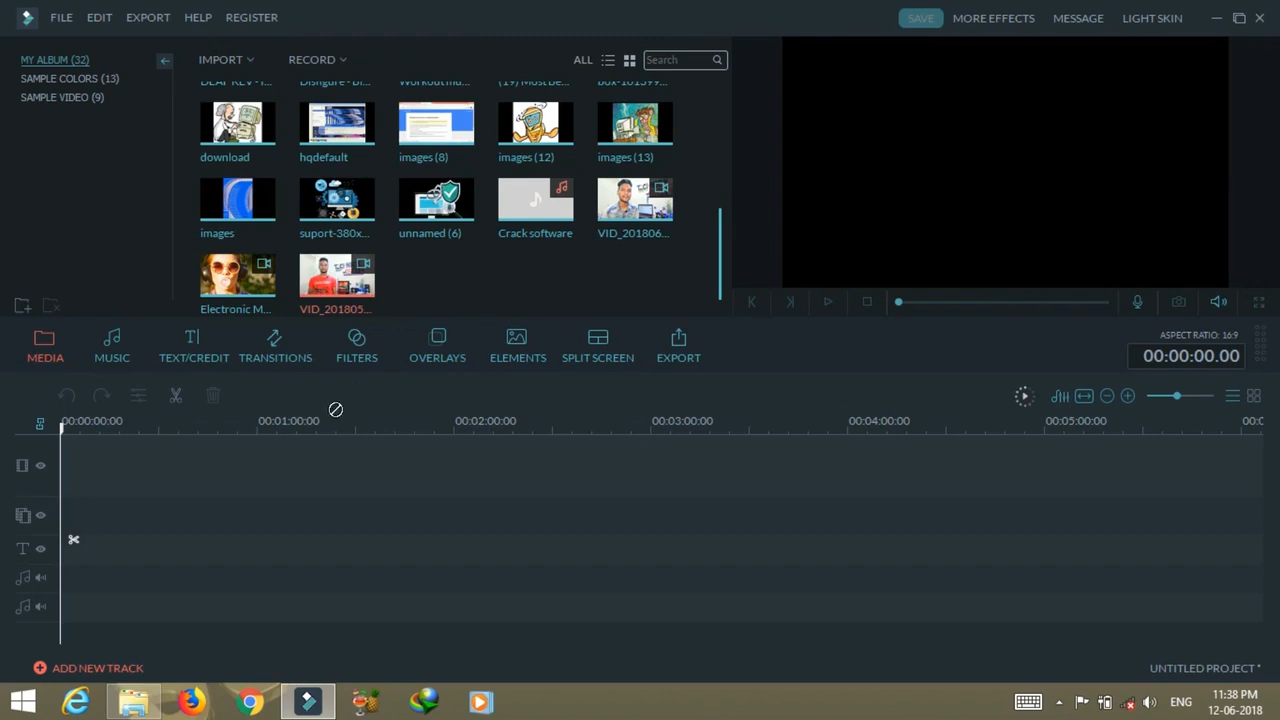 FILE EDIT EXPORT HELP REGISTER SAVE MORE EFFECTS MESSAGE LIGHT SKIN
MY ALBUM (32) IMPORT RECORD ALL Search
SAMPLE COLORS (13)
SAMPLE VIDEO (9)
download hqdefault images (8) images (12) images (13)
images suport-380x... unnamed (6) Crack software VID_201806...
Electronic M... VID_201805...
ASPECT RATIO: 16:9
MEDIA MUSIC TEXT/CREDIT TRANSITIONS FILTERS OVERLAYS ELEMENTS SPLIT SCREEN EXPORT
00:00:00.00
00:00:00:00 00:01:00:00 00:02:00:00 00:03:00:00 00:04:00:00 00:05:00:00
ADD NEW TRACK UNTITLED PROJECT *
ENG
11:38 PM
12-06-2018